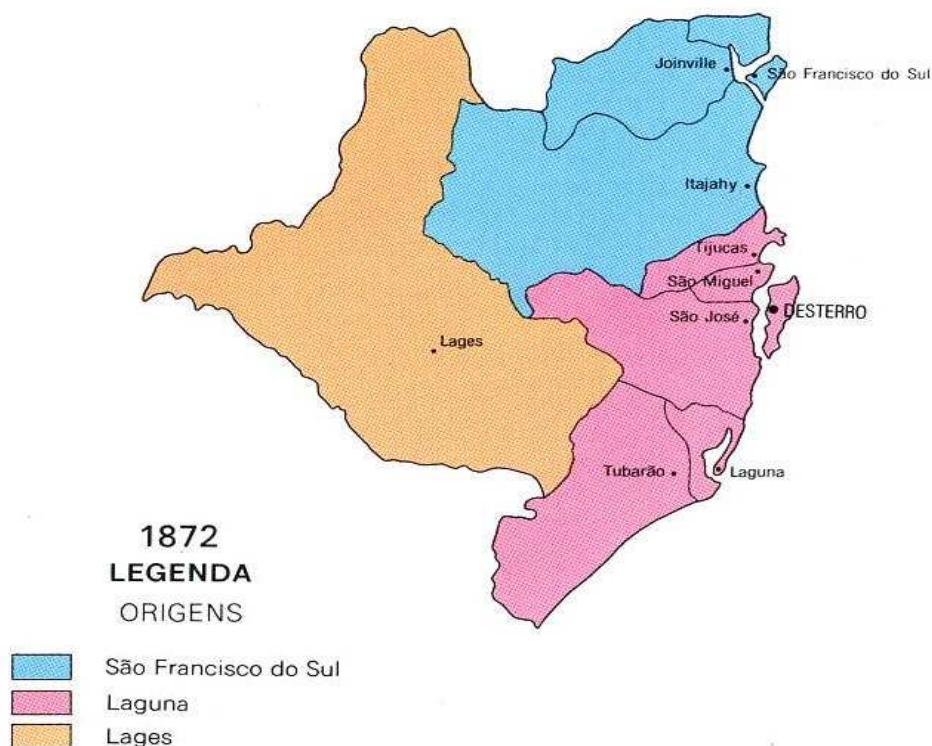 Joinville
São Francisco do Sul
Itajahy
Tijucas
São Miguel
DESTERRO
São José
Lages
Tubarão
Laguna
1872
LEGENDA
ORIGENS
São Francisco do Sul
Laguna
Lages